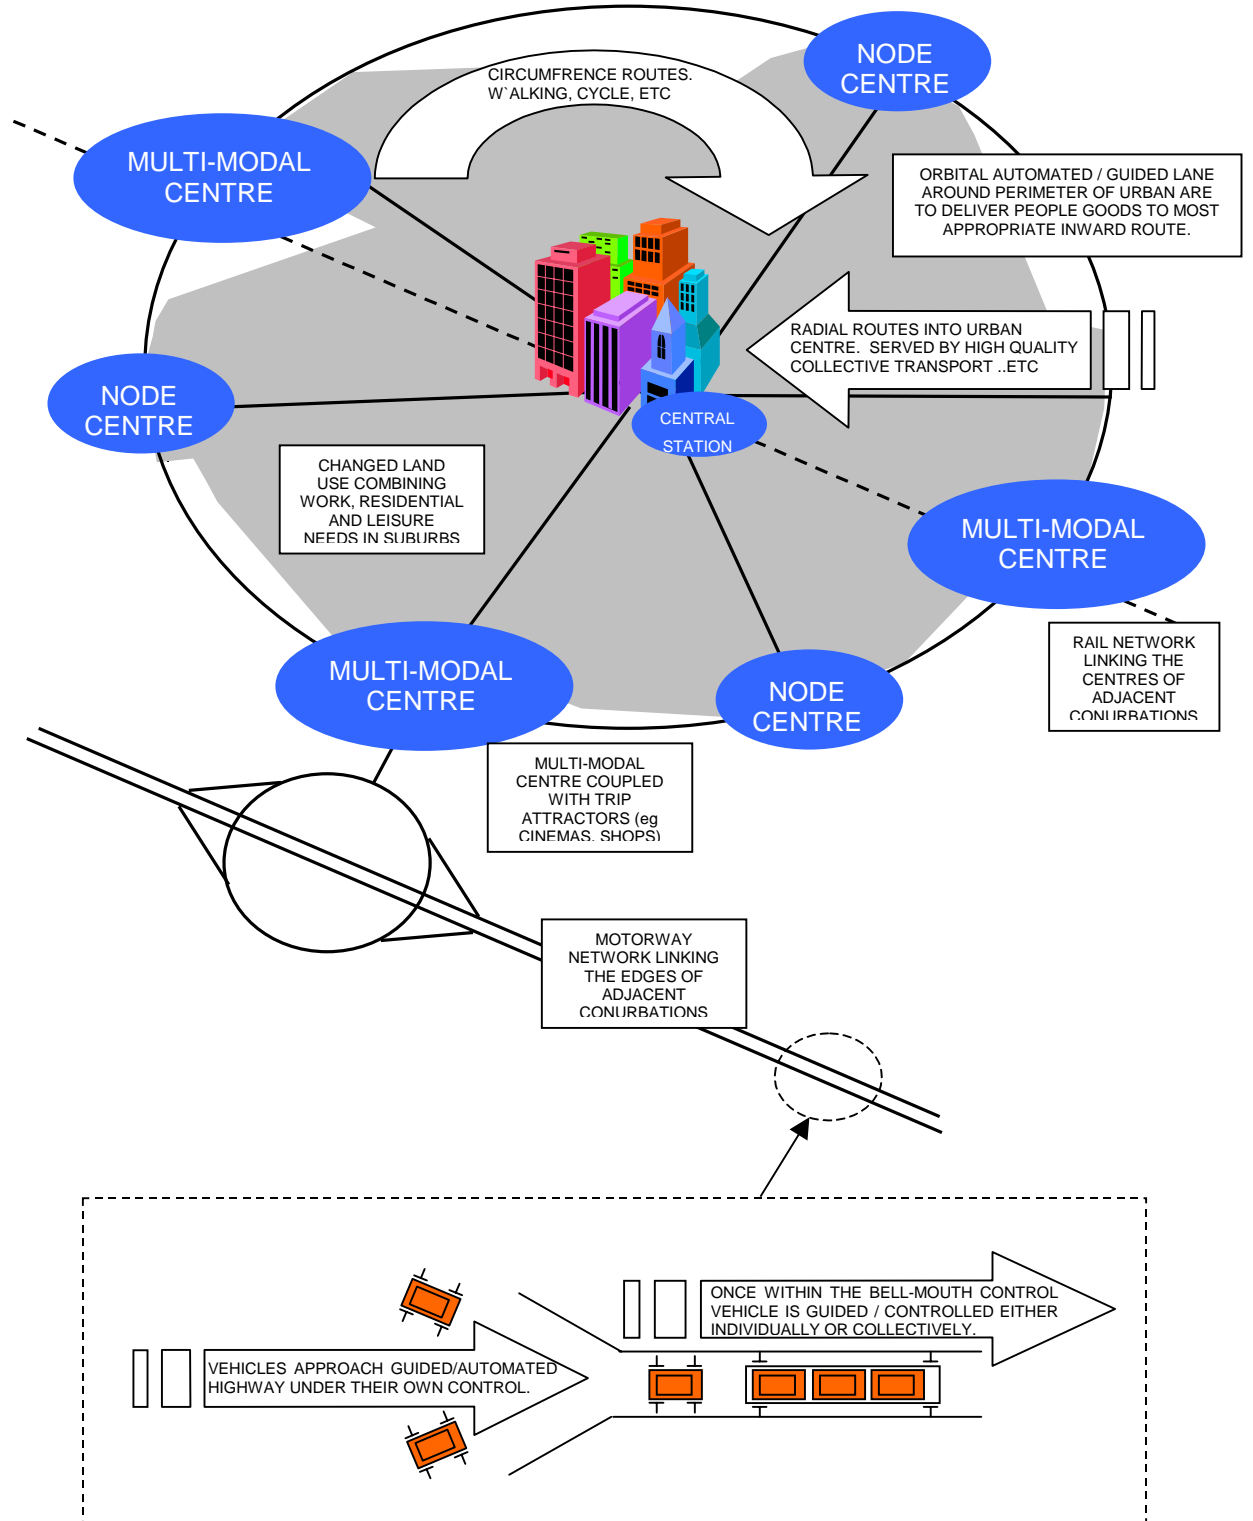 CIRCUMFRENCE ROUTES.
W`ALKING, CYCLE, ETC
NODE
CENTRE
MULTI-MODAL
CENTRE
ORBITAL AUTOMATED / GUIDED LANE
AROUND PERIMETER OF URBAN ARE
TO DELIVER PEOPLE GOODS TO MOST
APPROPRIATE INWARD ROUTE.
RADIAL ROUTES INTO URBAN
CENTRE.  SERVED BY HIGH QUALITY
COLLECTIVE TRANSPORT ..ETC
NODE
CENTRE
CENTRAL
STATION
CHANGED LAND
USE COMBINING
WORK, RESIDENTIAL
AND LEISURE
NEEDS IN SUBURBS
MULTI-MODAL
CENTRE
RAIL NETWORK
LINKING THE
CENTRES OF
ADJACENT
CONURBATIONS
MULTI-MODAL
CENTRE
NODE
CENTRE
MULTI-MODAL
CENTRE COUPLED
WITH TRIP
ATTRACTORS (eg
CINEMAS, SHOPS)
MOTORWAY
NETWORK LINKING
THE EDGES OF
ADJACENT
CONURBATIONS
ONCE WITHIN THE BELL-MOUTH CONTROL
VEHICLE IS GUIDED / CONTROLLED EITHER
INDIVIDUALLY OR COLLECTIVELY.
VEHICLES APPROACH GUIDED/AUTOMATED
HIGHWAY UNDER THEIR OWN CONTROL.